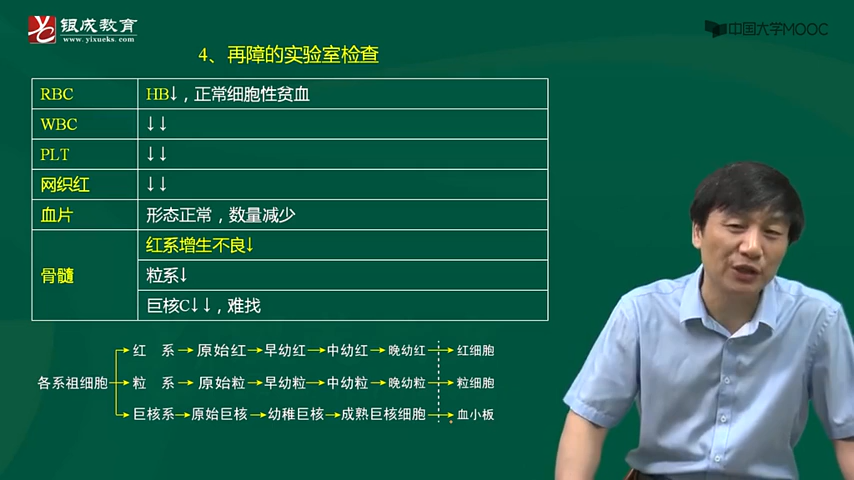 银成教育
www.yixueks.com
中国大学MOOC
4、再障的实验室检查
RBC HB↓，正常细胞性贫血
WBC ↓↓
PLT ↓↓
网织红 ↓↓
血片 形态正常，数量减少
骨髓 红系增生不良↓
粒系↓
巨核C↓↓，难找
各系祖细胞
红 系→原始红→早幼红→中幼红→晚幼红→红细胞
粒 系→原始粒→早幼粒→中幼粒→晚幼粒→粒细胞
巨核系→原始巨核→幼稚巨核→成熟巨核细胞→血小板